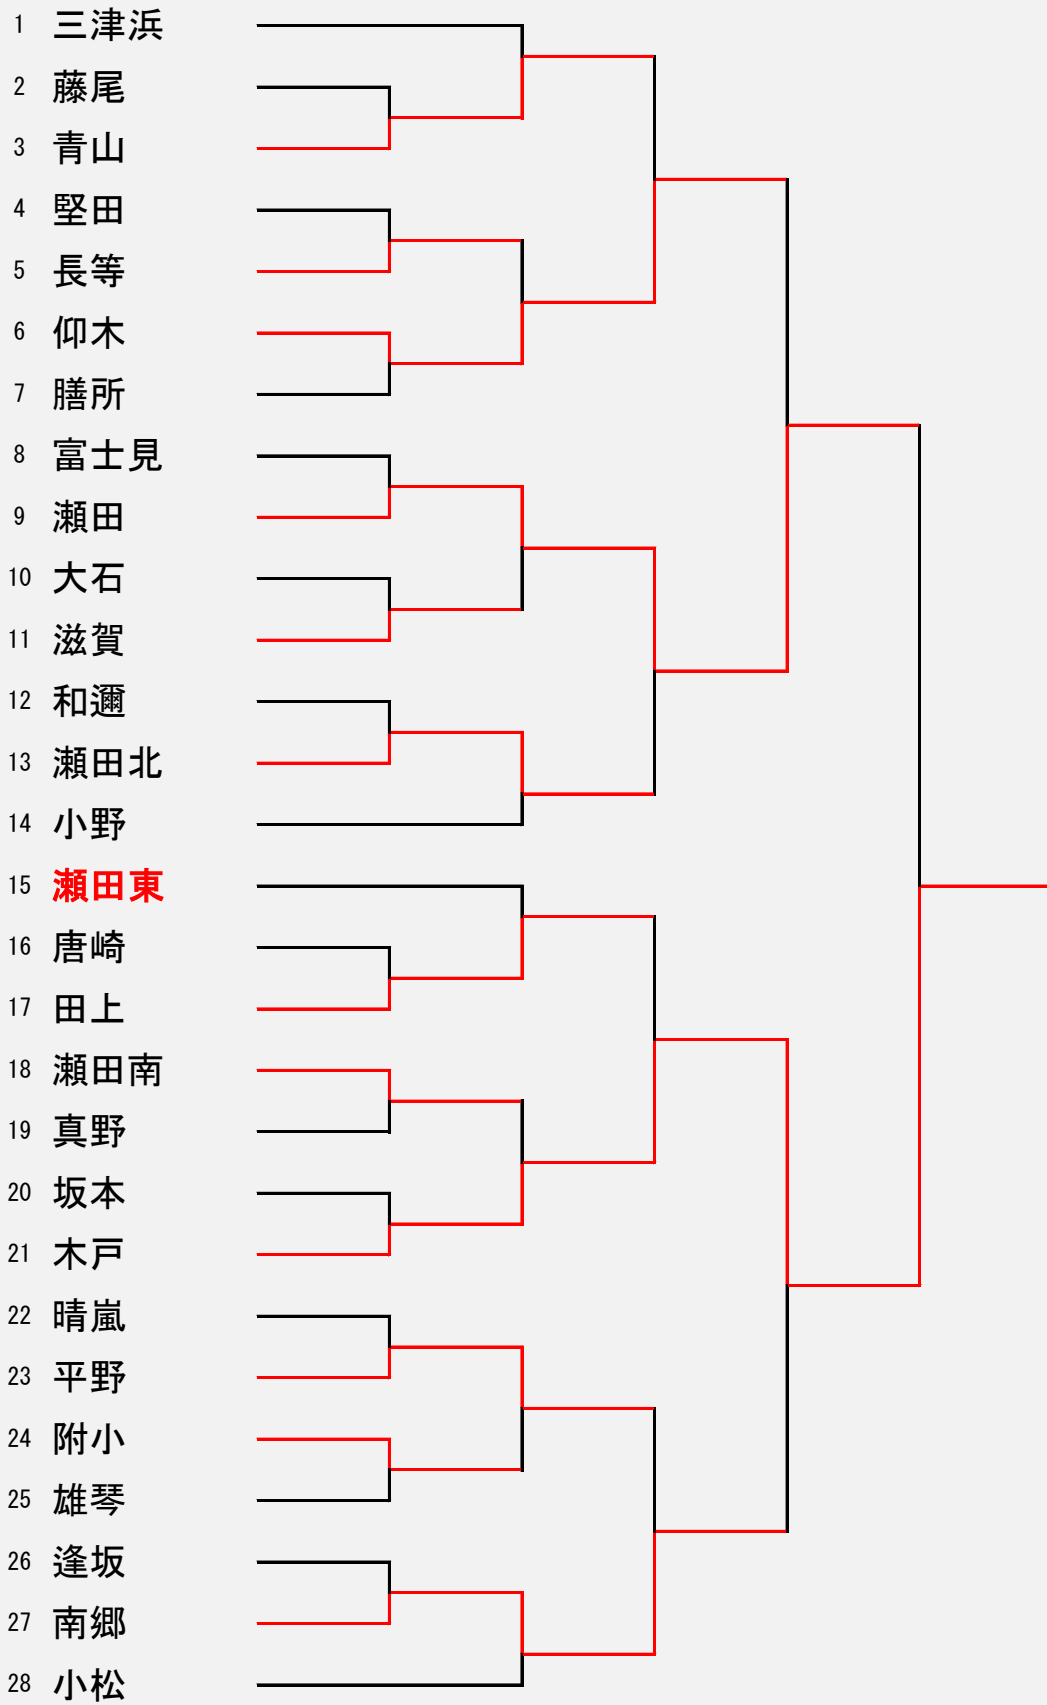 1 三津浜
2 藤尾
3 青山
4 堅田
5 長等
6 仰木
7 膳所
8 富士見
9 瀬田
10 大石
11 滋賀
12 和邇
13 瀬田北
14 小野
15 瀬田東
16 唐崎
17 田上
18 瀬田南
19 真野
20 坂本
21 木戸
22 晴嵐
23 平野
24 附小
25 雄琴
26 逢坂
27 南郷
28 小松